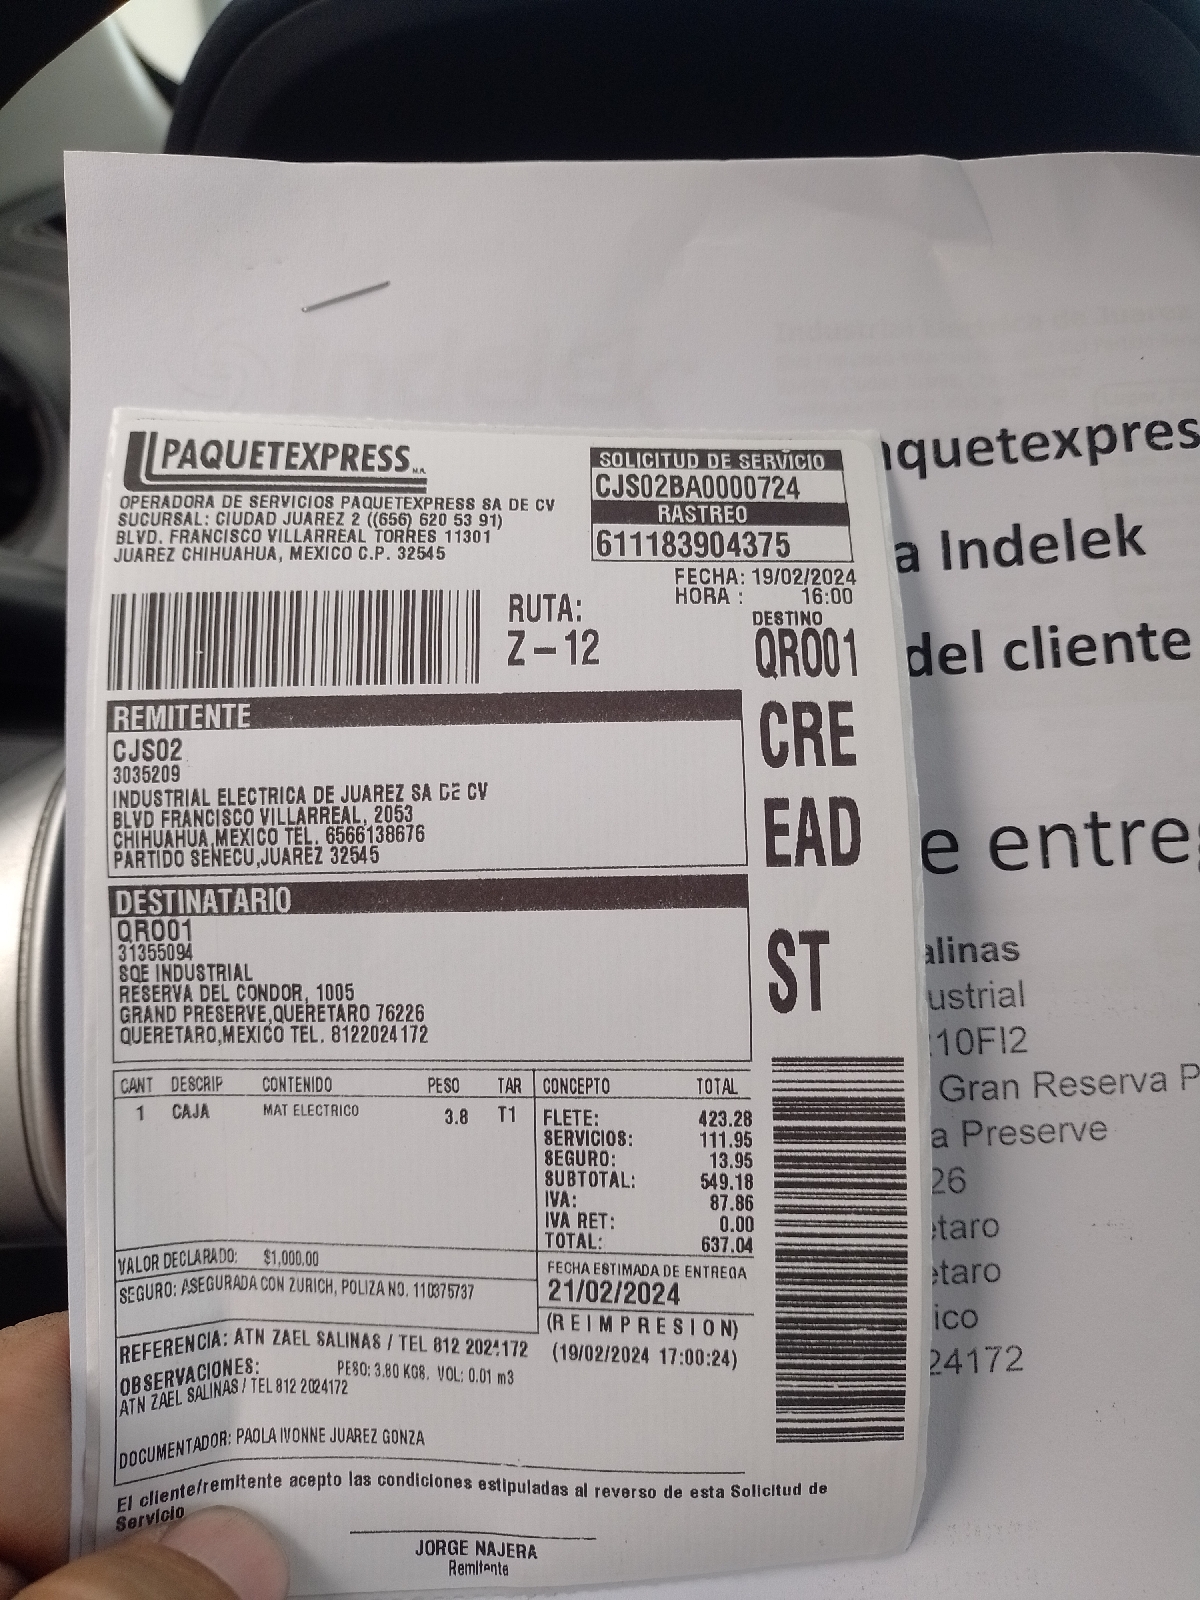 PAQUETEXPRESS
OPERADORA DE SERVICIOS PAQUETEXPRESS SA DE CV
SUCURSAL: CIUDAD JUAREZ 2 ((656) 620 53 91)
BLVD. FRANCISCO VILLARREAL TORRES 11301
JUAREZ CHIHUAHUA, MEXICO C.P. 32545
SOLICITUD DE SERVICIO
CJS02BA0000724
RASTREO
611183904375
FECHA: 19/02/2024
HORA : 16:00
RUTA:
Z-12
DESTINO
QRO01
CRE
EAD
ST
REMITENTE
CJS02
3035209
INDUSTRIAL ELECTRICA DE JUAREZ SA DE CV
BLVD FRANCISCO VILLARREAL, 2053
CHIHUAHUA,MEXICO TEL. 6566138676
PARTIDO SENECU,JUAREZ 32545
DESTINATARIO
QRO01
31355094
SQE INDUSTRIAL
RESERVA DEL CONDOR, 1005
GRAND PRESERVE,QUERETARO 76226
QUERETARO,MEXICO TEL. 8122024172
CANT DESCRIP CONTENIDO PESO TAR
1 CAJA MAT ELECTRICO 3.8 T1
CONCEPTO TOTAL
FLETE: 423.28
SERVICIOS: 111.95
SEGURO: 13.95
SUBTOTAL: 549.18
IVA: 87.86
IVA RET: 0.00
TOTAL: 637.04
VALOR DECLARADO: $1,000.00
SEGURO: ASEGURADA CON ZURICH, POLIZA NO. 110375737
FECHA ESTIMADA DE ENTREGA
21/02/2024
(REIMPRESION)
(19/02/2024 17:00:24)
REFERENCIA: ATN ZAEL SALINAS / TEL 812 2024172
OBSERVACIONES: PESO: 3.80 KGS. VOL: 0.01 m3
ATN ZAEL SALINAS / TEL 812 2024172
DOCUMENTADOR: PAOLA IVONNE JUAREZ GONZA
El cliente/remitente acepto las condiciones estipuladas al reverso de esta Solicitud de
Servicio
JORGE NAJERA
Remitente
aquetexpres
a Indelek
del cliente
e entre
alinas
ustrial
10FI2
Gran Reserva P
a Preserve
26
etaro
etaro
ico
24172